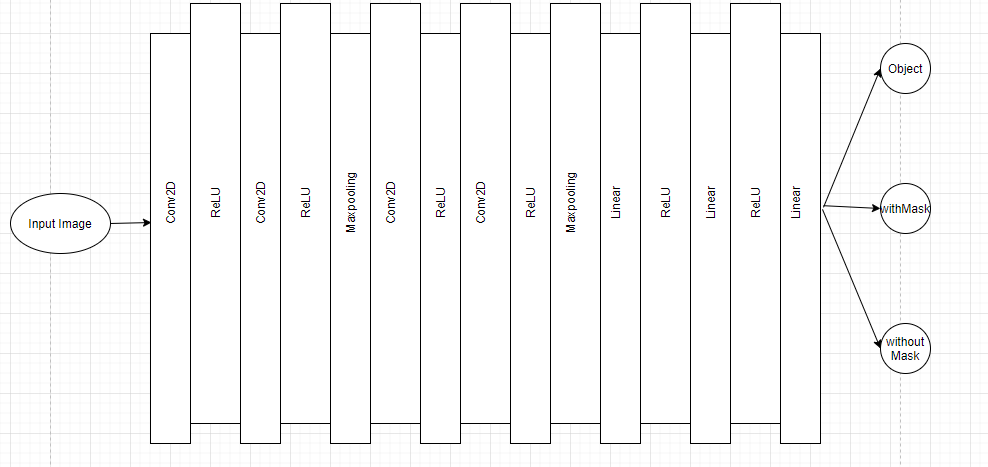 Input Image
Conv2D
ReLU
Conv2D
ReLU
Maxpooling
Conv2D
ReLU
Conv2D
ReLU
Maxpooling
Linear
ReLU
Linear
ReLU
Linear
Object
withMask
without
Mask